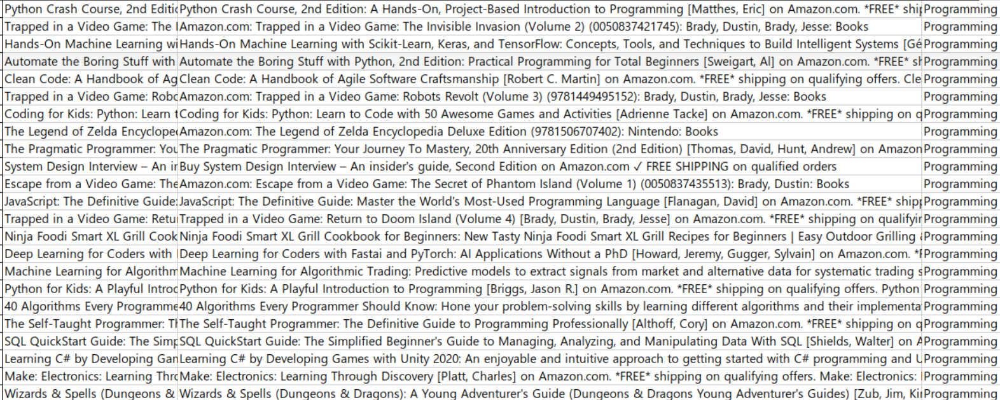 Python Crash Course, 2nd Editic Python Crash Course, 2nd Edition: A Hands-On, Project-Based Introduction to Programming [Matthes, Eric] on Amazon.com. *FREE* ship Programming
Trapped in a Video Game: The I Amazon.com: Trapped in a Video Game: The Invisible Invasion (Volume 2) (0050837421745): Brady, Dustin, Brady, Jesse: Books Programming
Hands-On Machine Learning wi Hands-On Machine Learning with Scikit-Learn, Keras, and TensorFlow: Concepts, Tools, and Techniques to Build Intelligent Systems [Gé Programming
Automate the Boring Stuff with Automate the Boring Stuff with Python, 2nd Edition: Practical Programming for Total Beginners [Sweigart, Al] on Amazon.com. *FREE* sh Programming
Clean Code: A Handbook of Ag Clean Code: A Handbook of Agile Software Craftsmanship [Robert C. Martin] on Amazon.com. *FREE* shipping on qualifying offers. Cle Programming
Trapped in a Video Game: Robo Amazon.com: Trapped in a Video Game: Robots Revolt (Volume 3) (9781449495152): Brady, Dustin, Brady, Jesse: Books Programming
Coding for Kids: Python: Learn t Coding for Kids: Python: Learn to Code with 50 Awesome Games and Activities [Adrienne Tacke] on Amazon.com. *FREE* shipping on q Programming
The Legend of Zelda Encyclope Amazon.com: The Legend of Zelda Encyclopedia Deluxe Edition (9781506707402): Nintendo: Books Programming
The Pragmatic Programmer: You The Pragmatic Programmer: Your Journey To Mastery, 20th Anniversary Edition (2nd Edition) [Thomas, David, Hunt, Andrew] on Amazon Programming
System Design Interview – An in Buy System Design Interview – An insider's guide, Second Edition on Amazon.com ✓ FREE SHIPPING on qualified orders Programming
Escape from a Video Game: The Amazon.com: Escape from a Video Game: The Secret of Phantom Island (Volume 1) (0050837435513): Brady, Dustin: Books Programming
JavaScript: The Definitive Guide: JavaScript: The Definitive Guide: Master the World's Most-Used Programming Language [Flanagan, David] on Amazon.com. *FREE* shipp Programming
Trapped in a Video Game: Retur Trapped in a Video Game: Return to Doom Island (Volume 4) [Brady, Dustin, Brady, Jesse] on Amazon.com. *FREE* shipping on qualifyin Programming
Ninja Foodi Smart XL Grill Cook Ninja Foodi Smart XL Grill Cookbook for Beginners: New Tasty Ninja Foodi Smart XL Grill Recipes for Beginners | Easy Outdoor Grilling Programming
Deep Learning for Coders with Deep Learning for Coders with Fastai and PyTorch: AI Applications Without a PhD [Howard, Jeremy, Gugger, Sylvain] on Amazon.com. *F Programming
Machine Learning for Algorithm Machine Learning for Algorithmic Trading: Predictive models to extract signals from market and alternative data for systematic trading s Programming
Python for Kids: A Playful Introc Python for Kids: A Playful Introduction to Programming [Briggs, Jason R.] on Amazon.com. *FREE* shipping on qualifying offers. Python Programming
40 Algorithms Every Programme 40 Algorithms Every Programmer Should Know: Hone your problem-solving skills by learning different algorithms and their implementa Programming
The Self-Taught Programmer: Th The Self-Taught Programmer: The Definitive Guide to Programming Professionally [Althoff, Cory] on Amazon.com. *FREE* shipping on q Programming
SQL QuickStart Guide: The Simp SQL QuickStart Guide: The Simplified Beginner's Guide to Managing, Analyzing, and Manipulating Data With SQL [Shields, Walter] on A Programming
Learning C# by Developing Gan Learning C# by Developing Games with Unity 2020: An enjoyable and intuitive approach to getting started with C# programming and U Programming
Make: Electronics: Learning Thro Make: Electronics: Learning Through Discovery [Platt, Charles] on Amazon.com. *FREE* shipping on qualifying offers. Make: Electronics: Programming
Wizards & Spells (Dungeons & Wizards & Spells (Dungeons & Dragons): A Young Adventurer's Guide (Dungeons & Dragons Young Adventurer's Guides) [Zub, Jim, Kin Programming